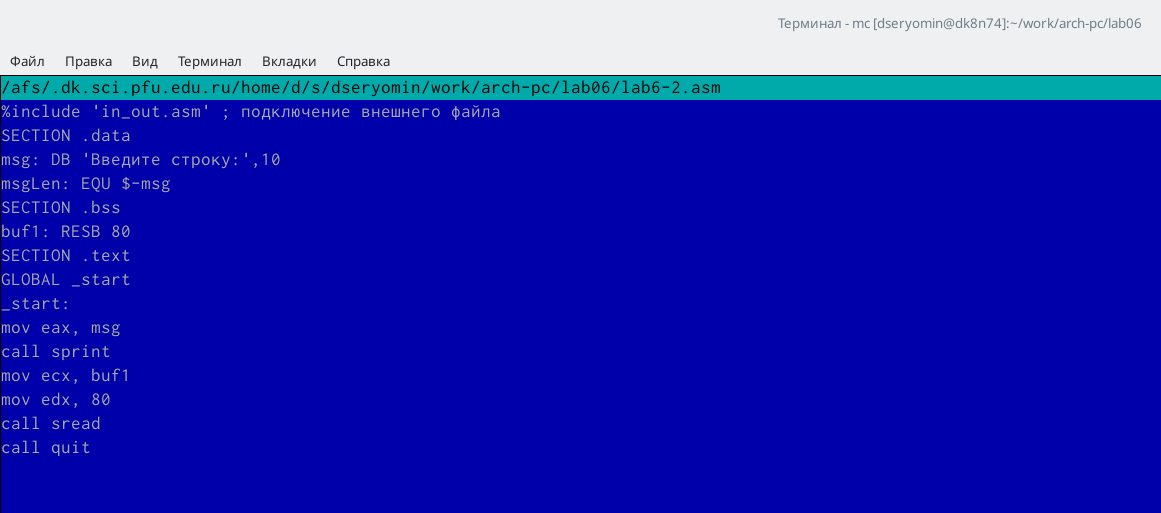 Терминал - mc [dseryomin@dk8n74]:~/work/arch-pc/lab06
Файл Правка Вид Терминал Вкладки Справка
/afs/.dk.sci.pfu.edu.ru/home/d/s/dseryomin/work/arch-pc/lab06/lab6-2.asm
%include 'in_out.asm' ; подключение внешнего файла
SECTION .data
msg: DB 'Введите строку:',10
msgLen: EQU $-msg
SECTION .bss
buf1: RESB 80
SECTION .text
GLOBAL _start
_start:
mov eax, msg
call sprint
mov ecx, buf1
mov edx, 80
call sread
call quit